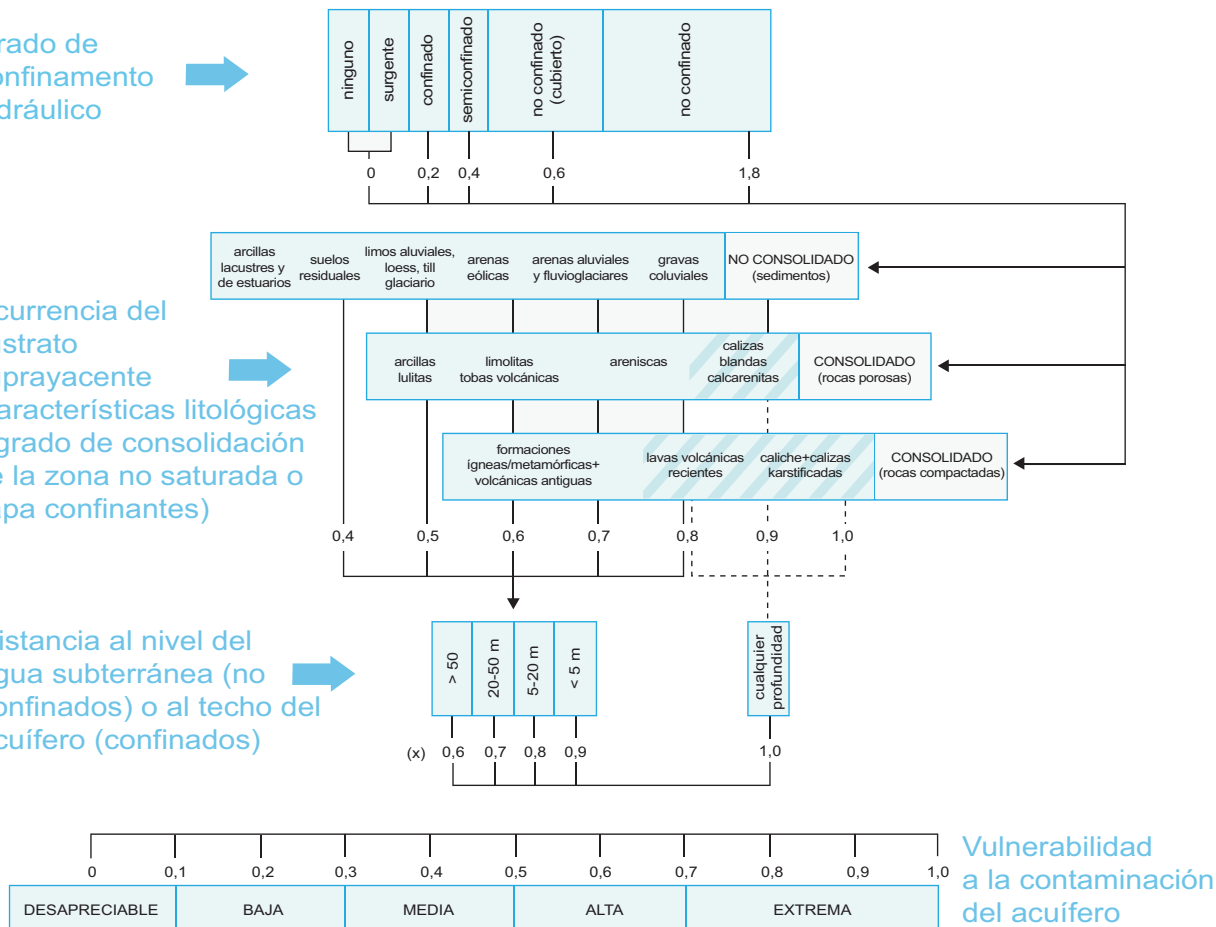 rado de
onfinamento
dráulico
ninguno
surgente
confinado
semiconfinado
no confinado
(cubierto)
no confinado
0
0,2
0,4
0,6
1,8
arcillas
lacustres y
de estuarios
suelos
residuales
limos aluviales,
loess, till
glaciario
arenas
eólicas
arenas aluviales
y fluvioglaciares
gravas
coluviales
NO CONSOLIDADO
(sedimentos)
currencia del
ustrato
uprayacente
aracterísticas litológicas
grado de consolidación
e la zona no saturada o
apa confinantes)
arcillas
lulitas
limolitas
tobas volcánicas
areniscas
calizas
blandas
calcarenitas
CONSOLIDADO
(rocas porosas)
formaciones
ígneas/metamórficas+
volcánicas antiguas
lavas volcánicas
recientes
caliche+calizas
karstificadas
CONSOLIDADO
(rocas compactadas)
0,4
0,5
0,6
0,7
0,8
0,9
1,0
istancia al nivel del
gua subterránea (no
onfinados) o al techo del
cuífero (confinados)
> 50
20-50 m
5-20 m
< 5 m
cualquier
profundidad
(x)
0,6
0,7
0,8
0,9
1,0
0
0,1
0,2
0,3
0,4
0,5
0,6
0,7
0,8
0,9
1,0
DESAPRECIABLE
BAJA
MEDIA
ALTA
EXTREMA
Vulnerabilidad
a la contaminación
del acuífero